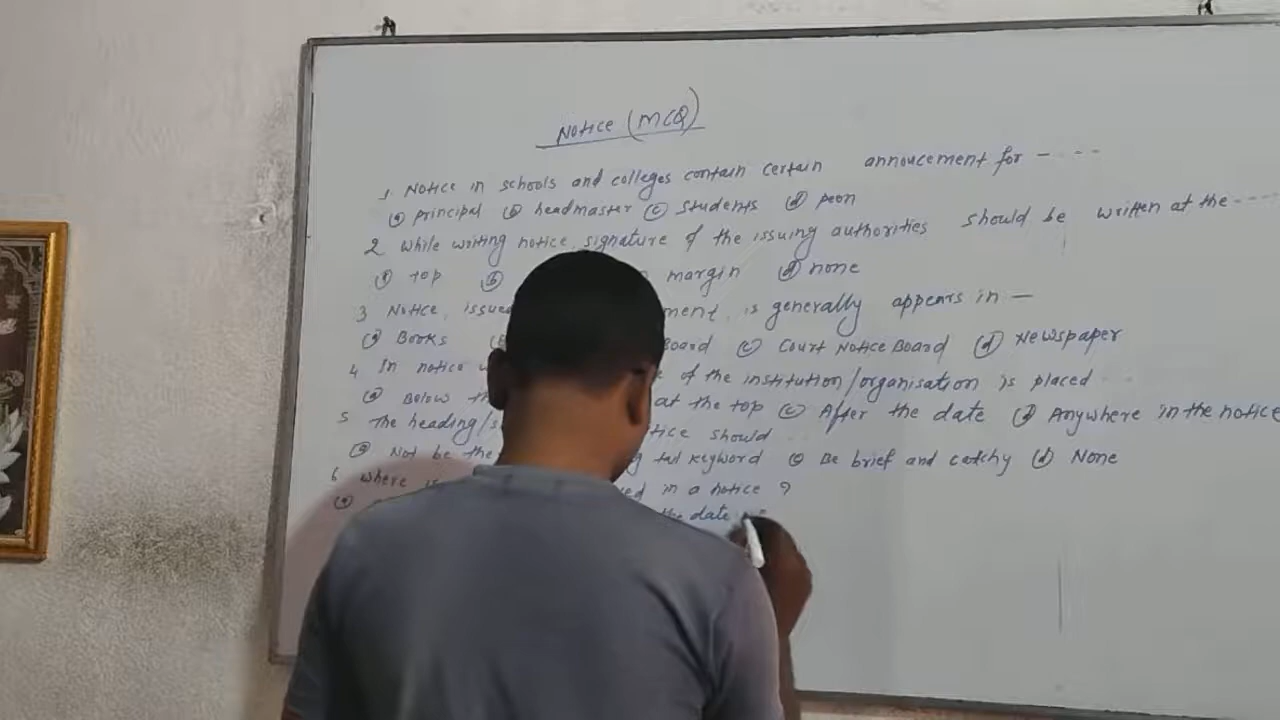 Notice (MCQ)
1. Notice in schools and colleges contain certain annoucement for - - - -
(a) principal (b) headmaster (c) students (d) peon
2 while writing notice, signature of the issuing authorities should be written at the - - - -
(a) top (b) margin (d) none
3 Notice, issued ment, is generally appears in —
(a) Books Board (c) Court Notice Board (d) Newspaper
4 In notice of the institution/organisation is placed
(a) Below at the top (c) After the date (d) Anywhere in the notice
5 The heading/ should
(a) Not be the keyword (c) Be brief and catchy (d) None
6 where in a notice ?
(a) the date